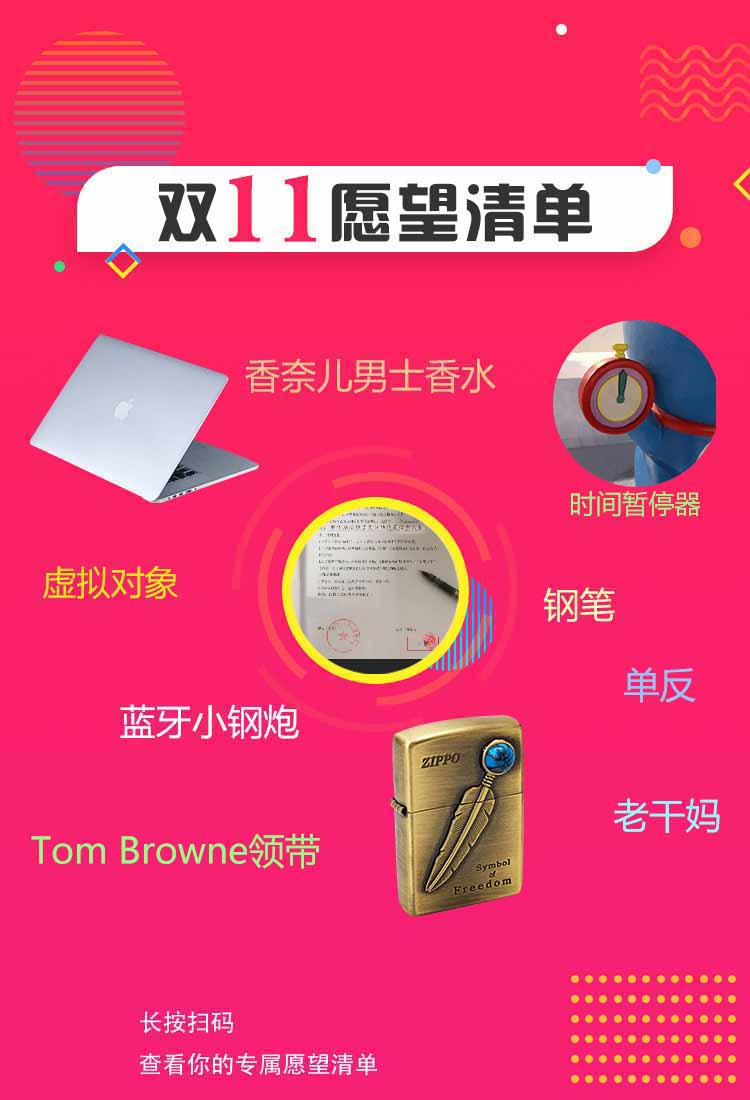 双11愿望清单
香奈儿男士香水
时间暂停器
虚拟对象
钢笔
单反
蓝牙小钢炮
ZIPPO
老干妈
Tom Browne领带
Symbol
of
Freedom
长按扫码
查看你的专属愿望清单